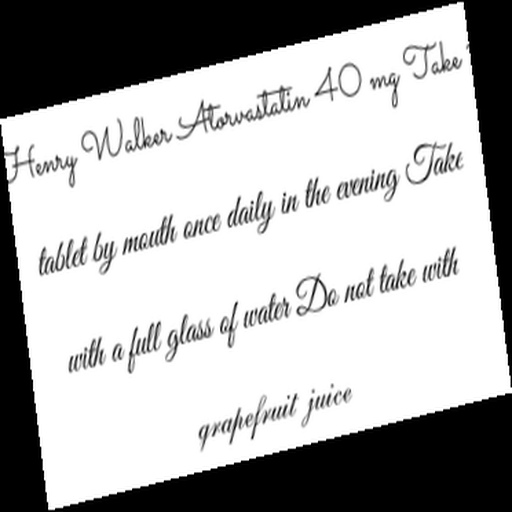 Henry Walker Atorvastatin 40 mg Take
tablet by mouth once daily in the evening Take
with a full glass of water Do not take with
grapefruit juice